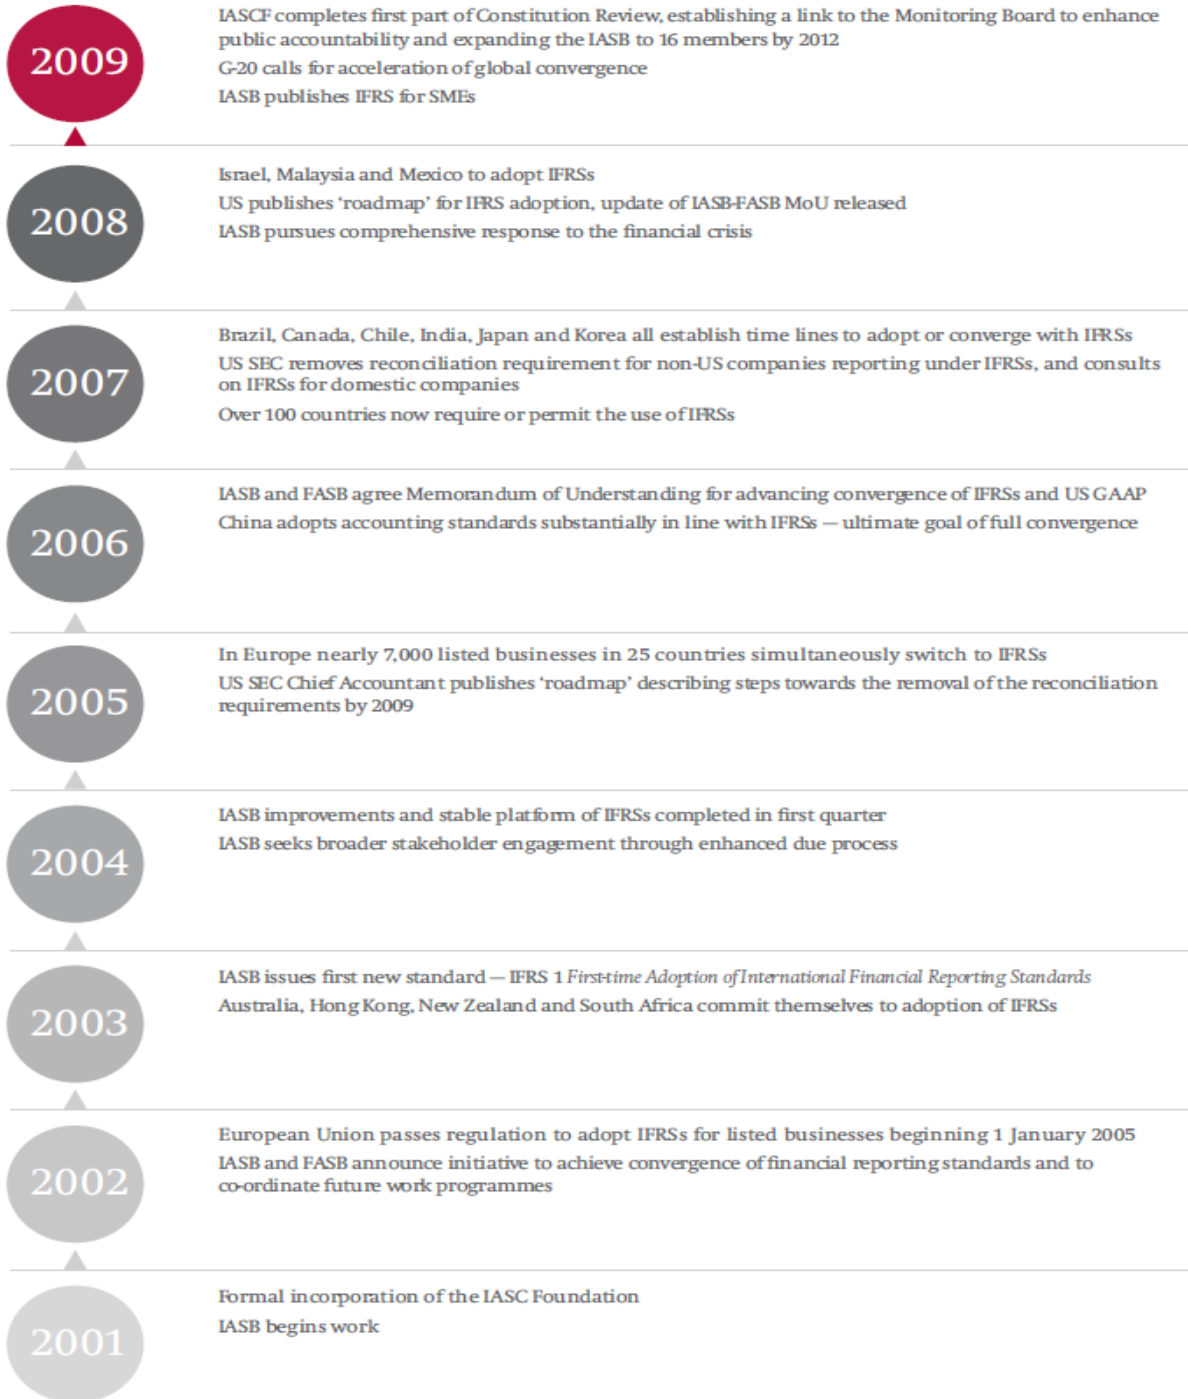 2009
IASCF completes first part of Constitution Review, establishing a link to the Monitoring Board to enhance
public accountability and expanding the IASB to 16 members by 2012
G-20 calls for acceleration of global convergence
IASB publishes IFRS for SMEs
2008
Israel, Malaysia and Mexico to adopt IFRSs
US publishes ‘roadmap’ for IFRS adoption, update of IASB-FASB MoU released
IASB pursues comprehensive response to the financial crisis
2007
Brazil, Canada, Chile, India, Japan and Korea all establish time lines to adopt or converge with IFRSs
US SEC removes reconciliation requirement for non-US companies reporting under IFRSs, and consults
on IFRSs for domestic companies
Over 100 countries now require or permit the use of IFRSs
2006
IASB and FASB agree Memorandum of Understanding for advancing convergence of IFRSs and US GAAP
China adopts accounting standards substantially in line with IFRSs — ultimate goal of full convergence
2005
In Europe nearly 7,000 listed businesses in 25 countries simultaneously switch to IFRSs
US SEC Chief Accountant publishes ‘roadmap’ describing steps towards the removal of the reconciliation
requirements by 2009
2004
IASB improvements and stable platform of IFRSs completed in first quarter
IASB seeks broader stakeholder engagement through enhanced due process
2003
IASB issues first new standard — IFRS 1 First-time Adoption of International Financial Reporting Standards
Australia, Hong Kong, New Zealand and South Africa commit themselves to adoption of IFRSs
2002
European Union passes regulation to adopt IFRSs for listed businesses beginning 1 January 2005
IASB and FASB announce initiative to achieve convergence of financial reporting standards and to
co-ordinate future work programmes
2001
Formal incorporation of the IASC Foundation
IASB begins work